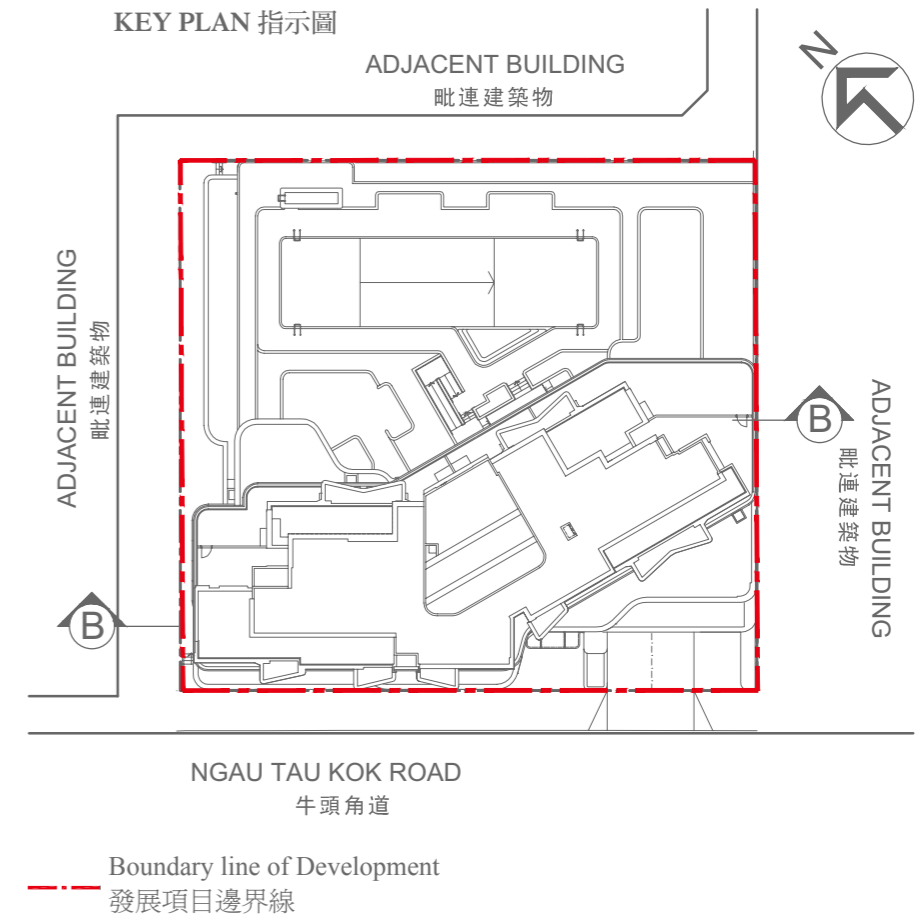 KEY PLAN 指示圖
ADJACENT BUILDING
毗連建築物
N
ADJACENT BUILDING
毗連建築物
B
ADJACENT BUILDING
毗連建築物
B
NGAU TAU KOK ROAD
牛頭角道
Boundary line of Development
發展項目邊界線